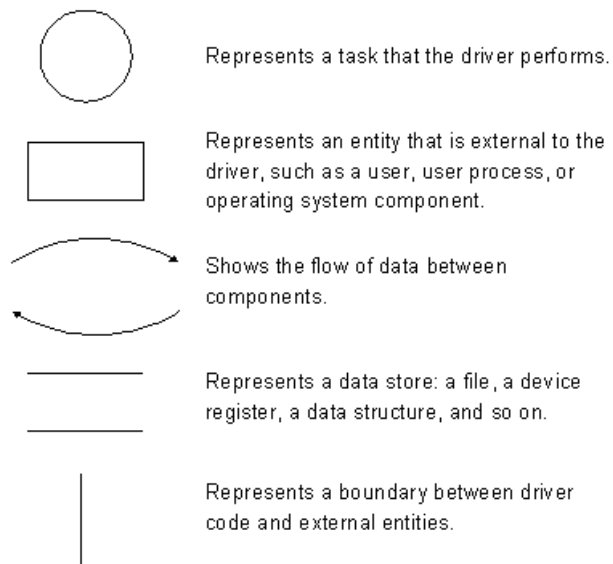 Represents a task that the driver performs.
Represents an entity that is external to the
driver, such as a user, user process, or
operating system component.
Shows the flow of data between
components.
Represents a data store: a file, a device
register, a data structure, and so on.
Represents a boundary between driver
code and external entities.